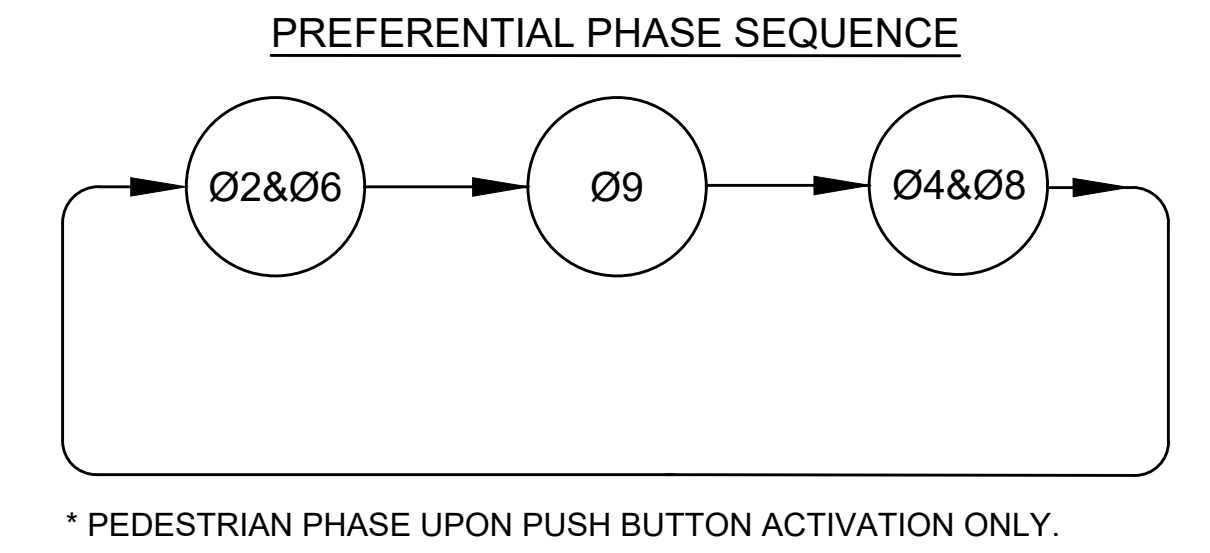 PREFERENTIAL PHASE SEQUENCE
Ø2&Ø6
Ø9
Ø4&Ø8
* PEDESTRIAN PHASE UPON PUSH BUTTON ACTIVATION ONLY.